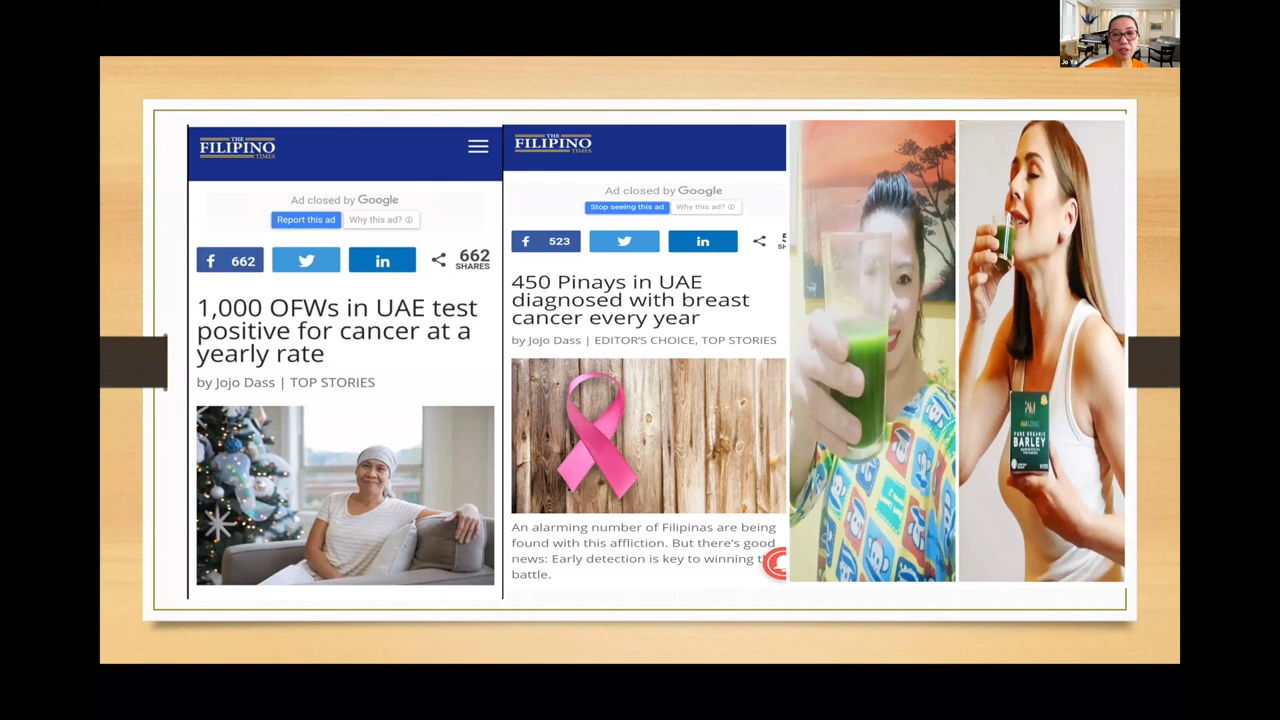 Jo Ya
THE
FILIPINO
TIMES
Ad closed by Google
Report this ad
Why this ad?
662
662
SHARES
1,000 OFWs in UAE test
positive for cancer at a
yearly rate
by Jojo Dass | TOP STORIES
THE
FILIPINO
TIMES
Ad closed by Google
Stop seeing this ad
Why this ad?
523
450 Pinays in UAE
diagnosed with breast
cancer every year
by Jojo Dass | EDITOR'S CHOICE, TOP STORIES
An alarming number of Filipinas are being
found with this affliction. But there's good
news: Early detection is key to winning
battle.
PURE ORGANIC
BARLEY